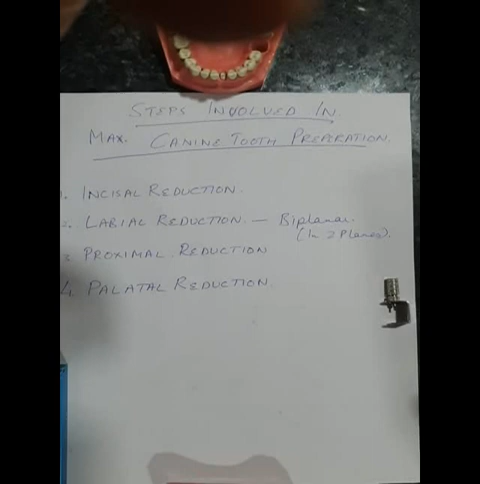 STEPS INVOLVED IN
MAX. CANINE TOOTH PREPERATION
1. INCISAL REDUCTION.
2. LABIAL REDUCTION. — Biplanar.
(In 2 Planes).
3. PROXIMAL REDUCTION
4. PALATAL REDUCTION.